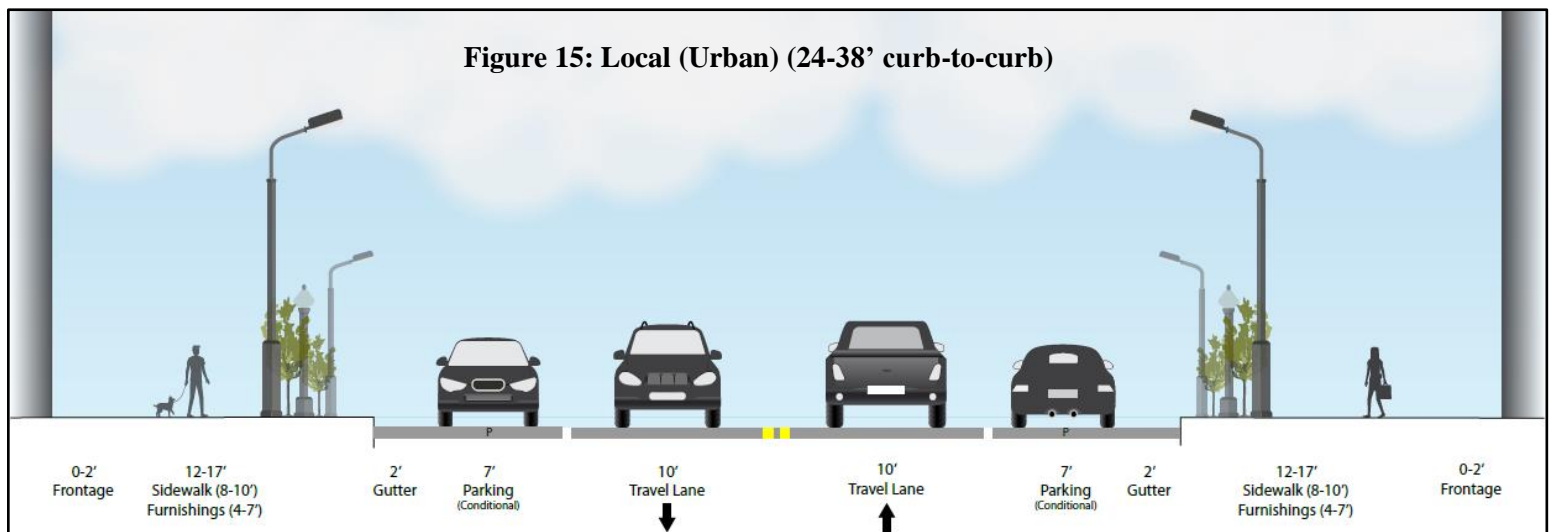 Figure 15: Local (Urban) (24-38’ curb-to-curb)
P
P
0-2’
Frontage
12-17’
Sidewalk (8-10’)
Furnishings (4-7’)
2’
Gutter
7’
Parking
(Conditional)
10’
Travel Lane
10’
Travel Lane
7’
Parking
(Conditional)
2’
Gutter
12-17’
Sidewalk (8-10’)
Furnishings (4-7’)
0-2’
Frontage